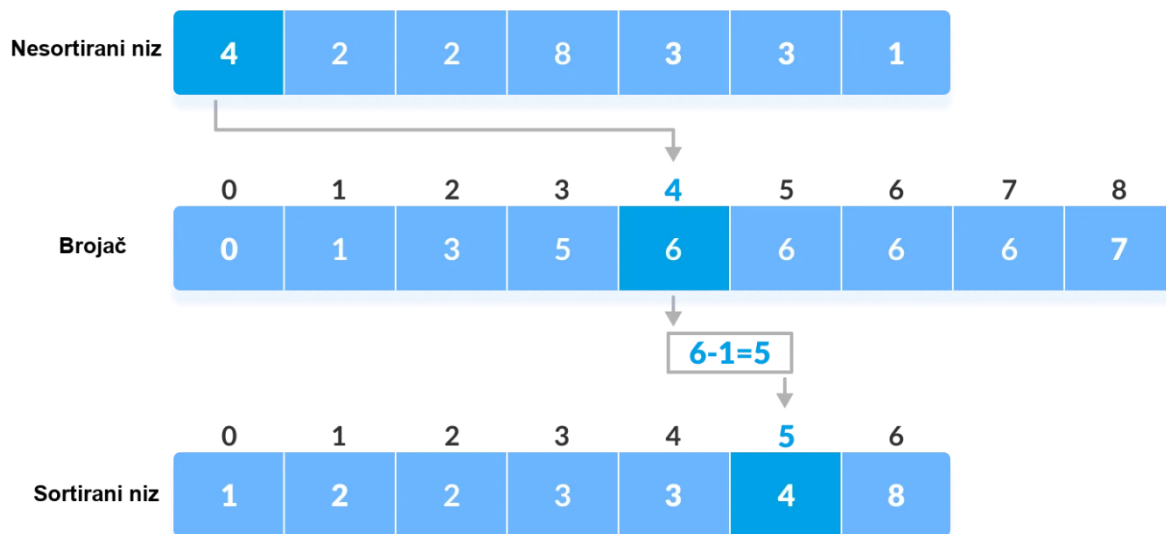 Nesortirani niz 4 2 2 8 3 3 1
0 1 2 3 4 5 6 7 8
Brojač 0 1 3 5 6 6 6 6 7
6-1=5
0 1 2 3 4 5 6
Sortirani niz 1 2 2 3 3 4 8